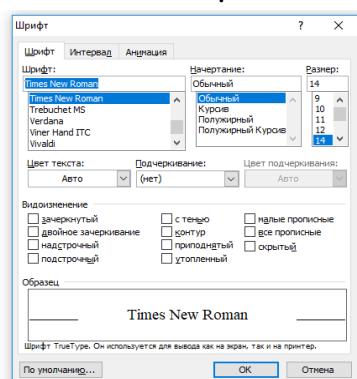 Шрифт ? ×
Шрифт Интервал Анимация
Шрифт: Начертание: Размер:
Times New Roman Обычный 14
Times New Roman Обычный 9
Trebuchet MS Курсив 10
Verdana Полужирный 11
Viner Hand ITC Полужирный Курсив 12
Vivaldi 14
Цвет текста: Подчеркивание: Цвет подчеркивания:
Авто (нет) Авто
Видоизменение
зачеркнутый с тенью малые прописные
двойное зачеркивание контур все прописные
надстрочный приподнятый скрытый
подстрочный утопленный
Образец
Times New Roman
Шрифт TrueType. Он используется для вывода как на экран, так и на принтер.
По умолчанию... ОК Отмена